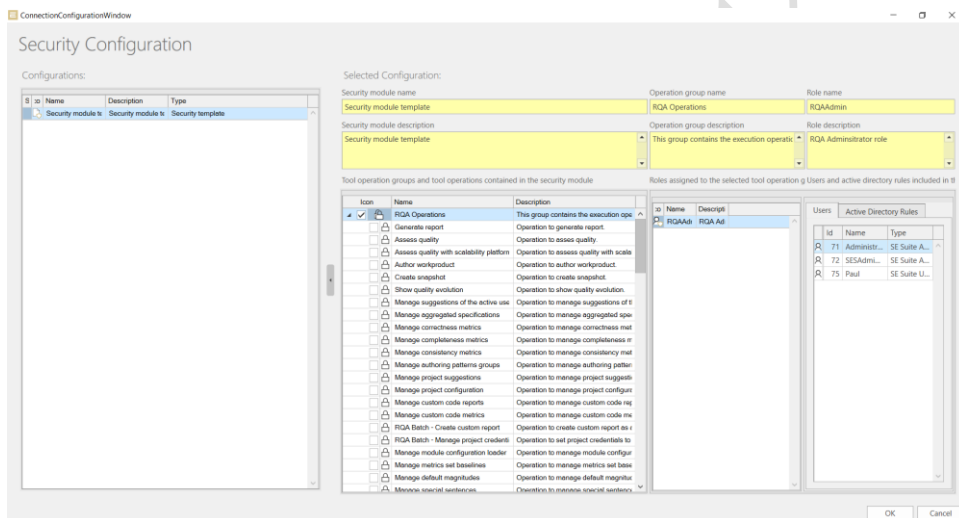 ConnectionConfigurationWindow
Security Configuration
Configurations:
Selected Configuration:
Security module name
Operation group name
Role name
Security module template
RQA Operations
RQAAdmin
Security module description
Operation group description
Role description
Security module template
This group contains the execution operatic
RQA Adminsitrator role
S Name Description Type
Security module te Security module te Security template
Tool operation groups and tool operations contained in the security module
Roles assigned to the selected tool operation g
Users and active directory rules included in th
Icon Name Description
RQA Operations This group contains the execution ope
Generate report Operation to generate report.
Assess quality Operation to asses quality.
Assess quality with scalability platform Operation to assess quality with scala
Author workproduct Operation to author workproduct.
Create snapshot Operation to create snapshot.
Show quality evolution Operation to show quality evolution.
Manage suggestions of the active use Operation to manage suggestions of t
Manage aggregated specifications Operation to manage aggregated spe
Manage correctness metrics Operation to manage correctness met
Manage completeness metrics Operation to manage completeness m
Manage consistency metrics Operation to manage consistency met
Manage authoring patterns groups Operation to manage authoring patter
Manage project suggestions Operation to manage project suggesti
Manage project configuration Operation to manage project configura
Manage custom code reports Operation to manage custom code rep
Manage custom code metrics Operation to manage custom code me
RQA Batch - Create custom report Operation to create custom report as a
RQA Batch - Manage project credenti Operation to set project credentials to
Manage module configuration loader Operation to manage module configur
Manage metrics set baselines Operation to manage metrics set base
Manage default magnitudes Operation to manage default magnitud
Manage special sentences Operation to manage special sentenc
Name Descripti
RQAAdı RQA Ad
Users Active Directory Rules
Id Name Type
71 Administr... SE Suite A...
72 SESAdmi... SE Suite A...
75 Paul SE Suite U...
OK Cancel